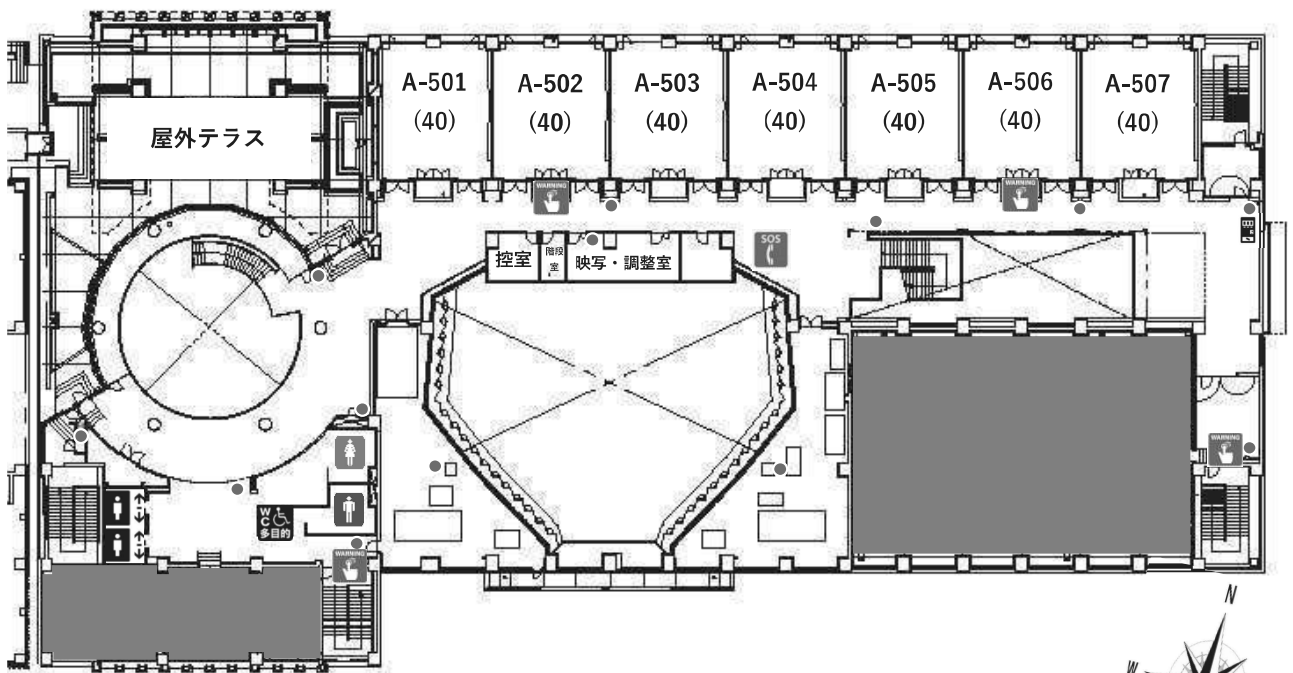 A-501
(40)
A-502
(40)
A-503
(40)
A-504
(40)
A-505
(40)
A-506
(40)
A-507
(40)
屋外テラス
WARNING
WARNING
控室
階段室
映写・調整室
SOS
WARNING
WC
多目的
WARNING
N
W